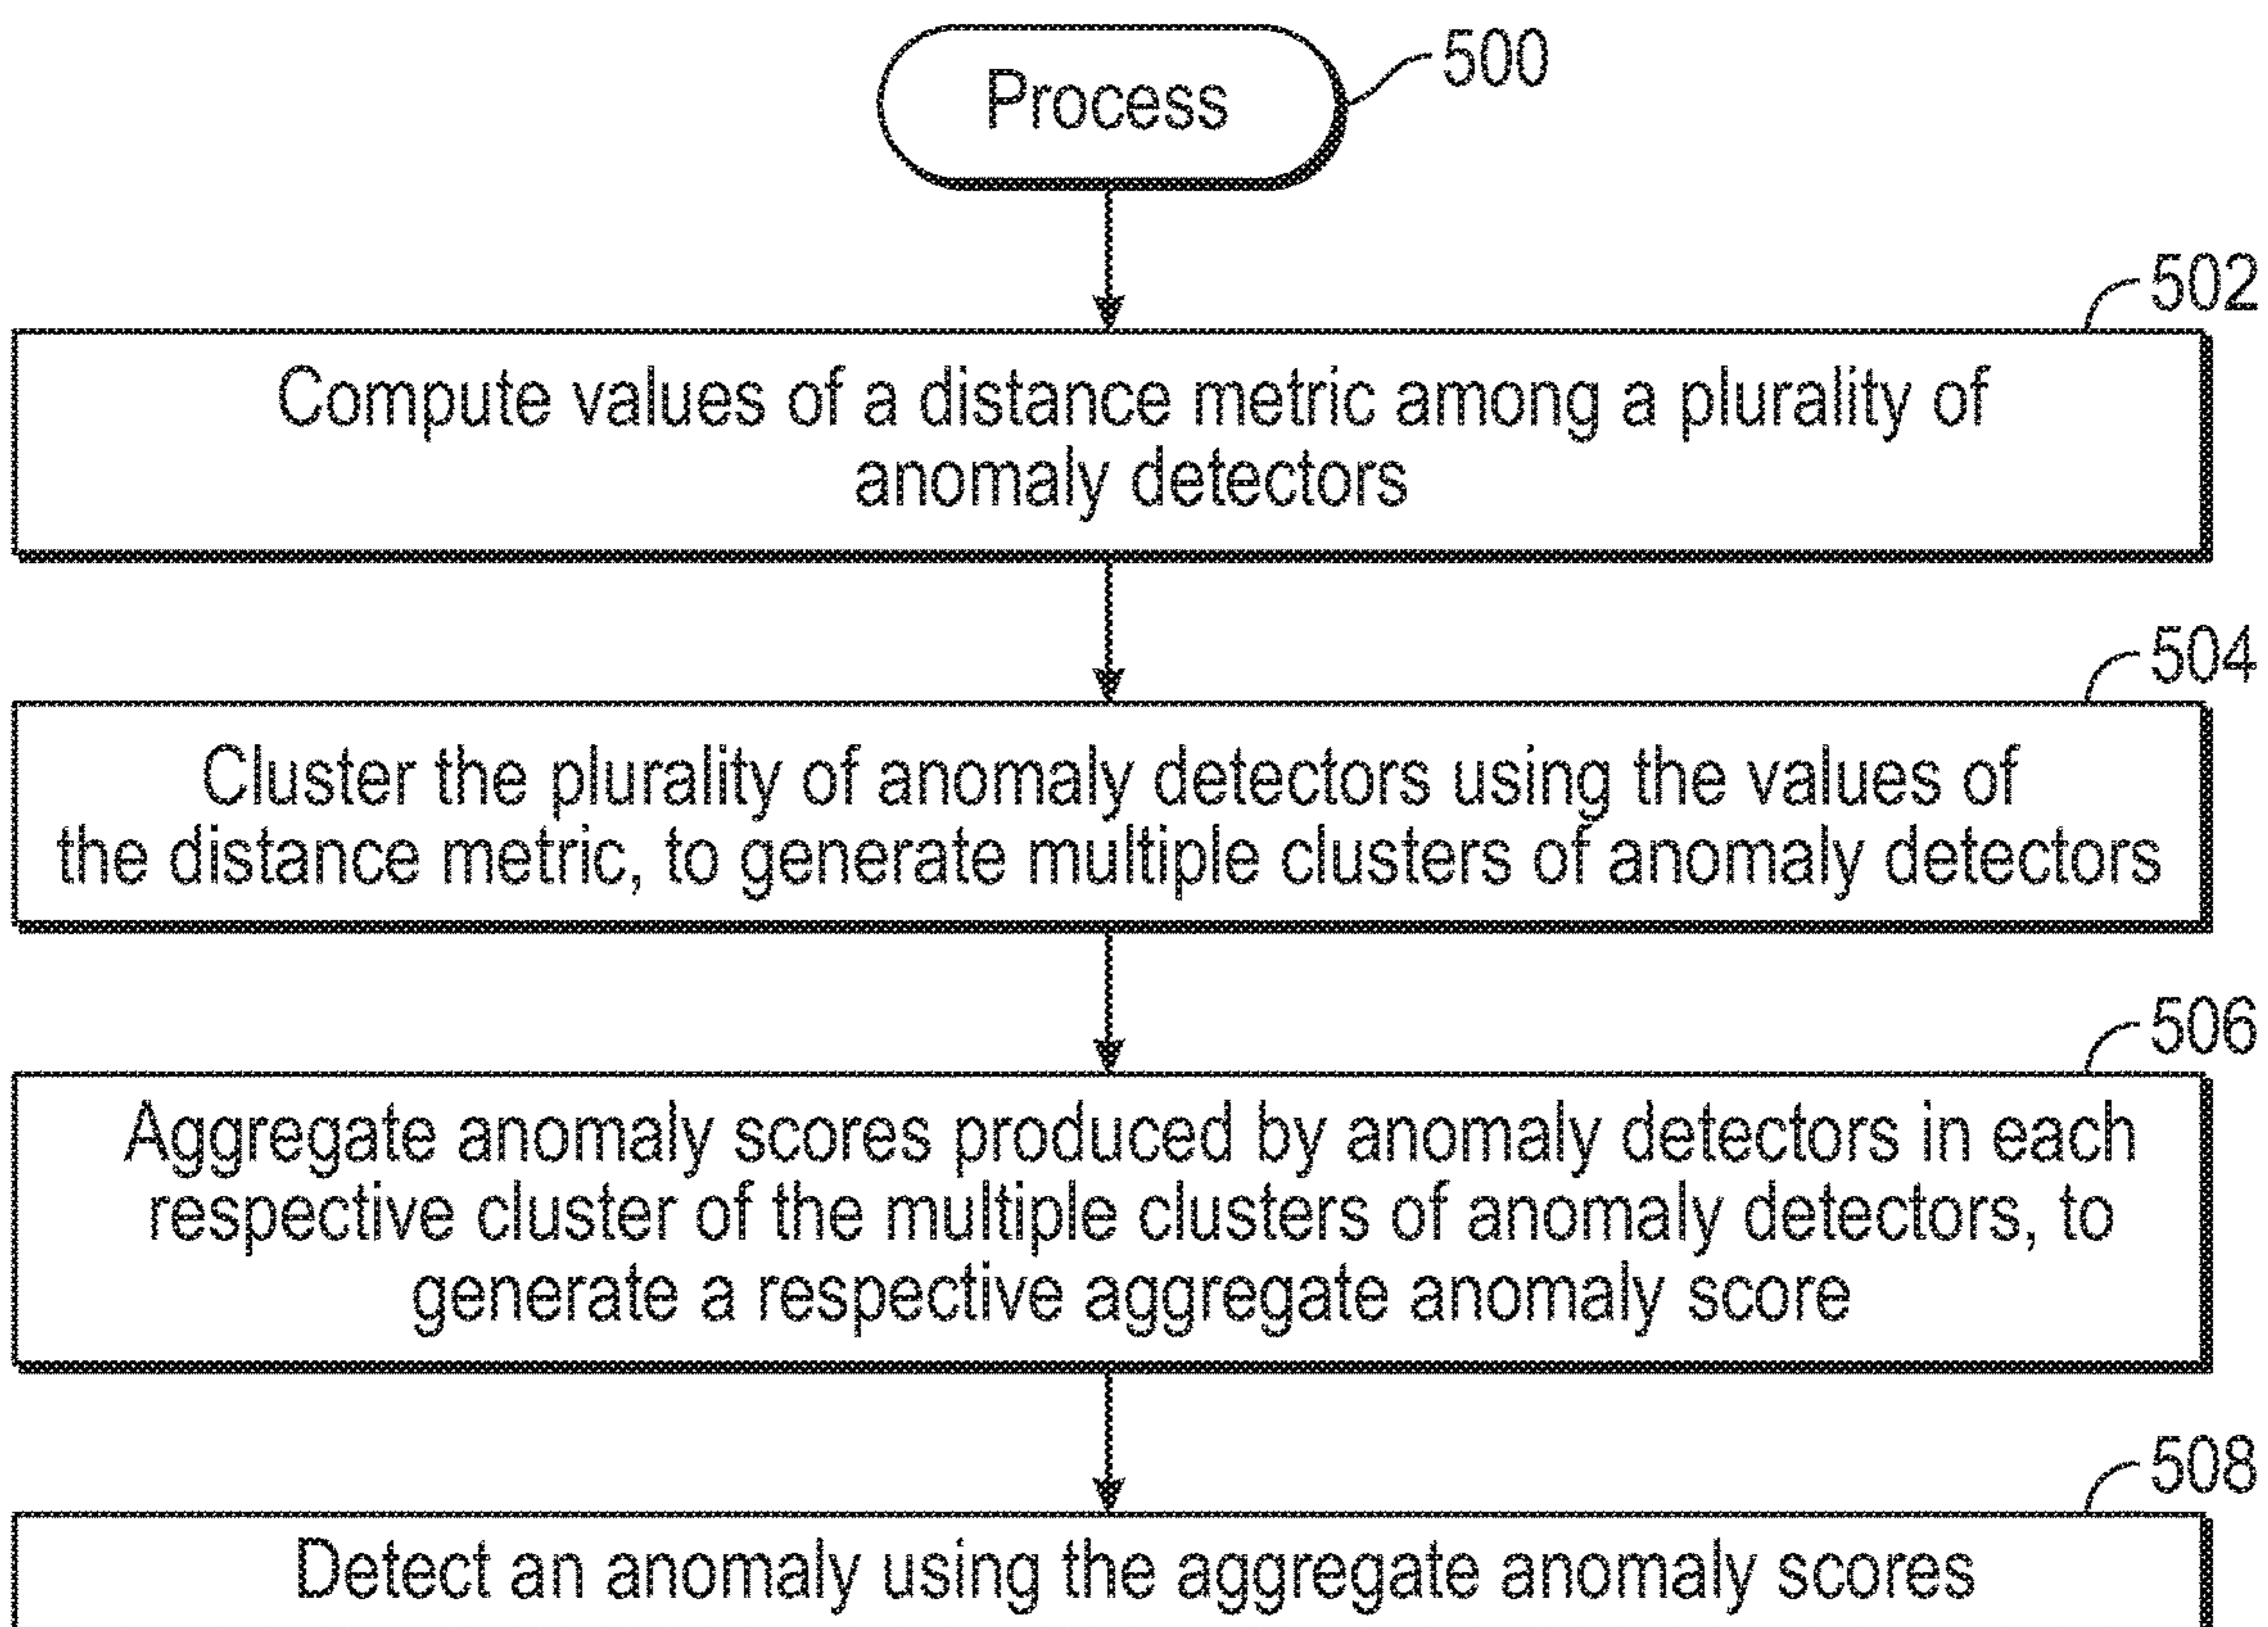 Process
500
502
Compute values of a distance metric among a plurality of
anomaly detectors
504
Cluster the plurality of anomaly detectors using the values of
the distance metric, to generate multiple clusters of anomaly detectors
506
Aggregate anomaly scores produced by anomaly detectors in each
respective cluster of the multiple clusters of anomaly detectors, to
generate a respective aggregate anomaly score
508
Detect an anomaly using the aggregate anomaly scores